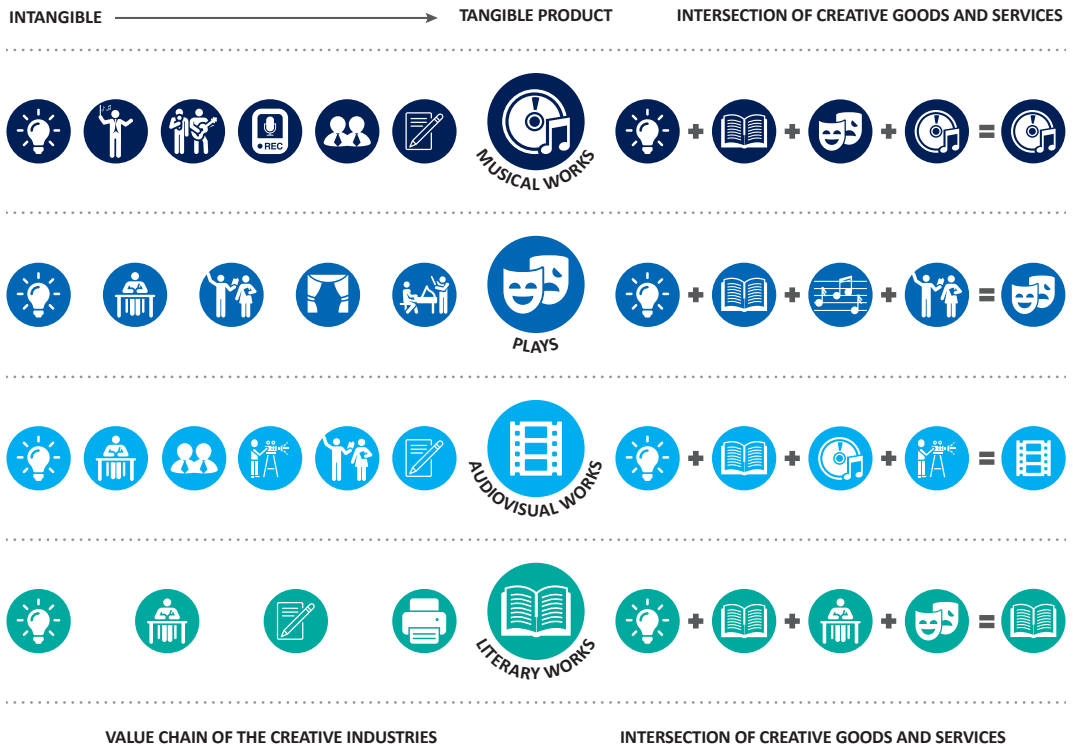 INTANGIBLE
TANGIBLE PRODUCT
INTERSECTION OF CREATIVE GOODS AND SERVICES
REC
MUSICAL WORKS
PLAYS
AUDIOVISUAL WORKS
LITERARY WORKS
VALUE CHAIN OF THE CREATIVE INDUSTRIES
INTERSECTION OF CREATIVE GOODS AND SERVICES